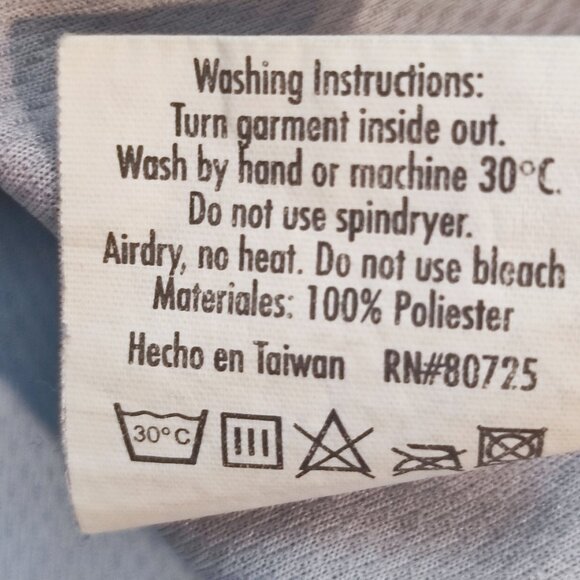 Washing Instructions:
Turn garment inside out.
Wash by hand or machine 30°C.
Do not use spindryer.
Airdry, no heat. Do not use bleach
Materiales: 100% Poliester
Hecho en Taiwan RN#80725
30°C